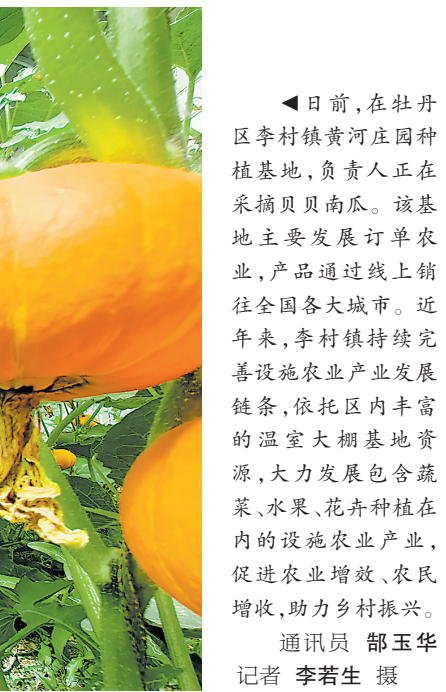 ◀日前,在牡丹
区李村镇黄河庄园种
植基地,负责人正在
采摘贝贝南瓜。该基
地主要发展订单农
业,产品通过线上销
往全国各大城市。近
年来,李村镇持续完
善设施农业产业发展
链条,依托区内丰富
的温室大棚基地资
源,大力发展包含蔬
菜、水果、花卉种植在
内的设施农业产业,
促进农业增效、农民
增收,助力乡村振兴。
通讯员 郜玉华
记者 李若生 摄